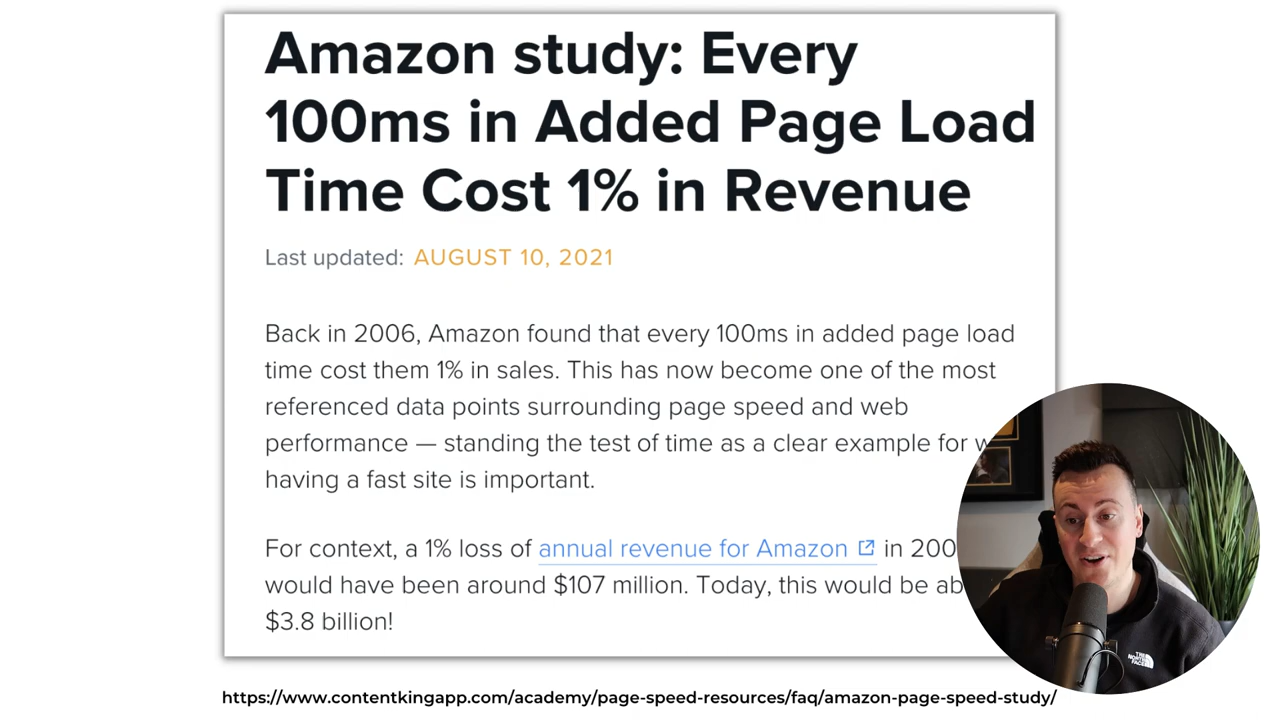 Amazon study: Every
100ms in Added Page Load
Time Cost 1% in Revenue
Last updated: AUGUST 10, 2021
Back in 2006, Amazon found that every 100ms in added page load
time cost them 1% in sales. This has now become one of the most
referenced data points surrounding page speed and web
performance — standing the test of time as a clear example for
having a fast site is important.
For context, a 1% loss of annual revenue for Amazon in
would have been around $107 million. Today, this would be
$3.8 billion!
THE NORTH FACE
https://www.contentkingapp.com/academy/page-speed-resources/faq/amazon-page-speed-study/